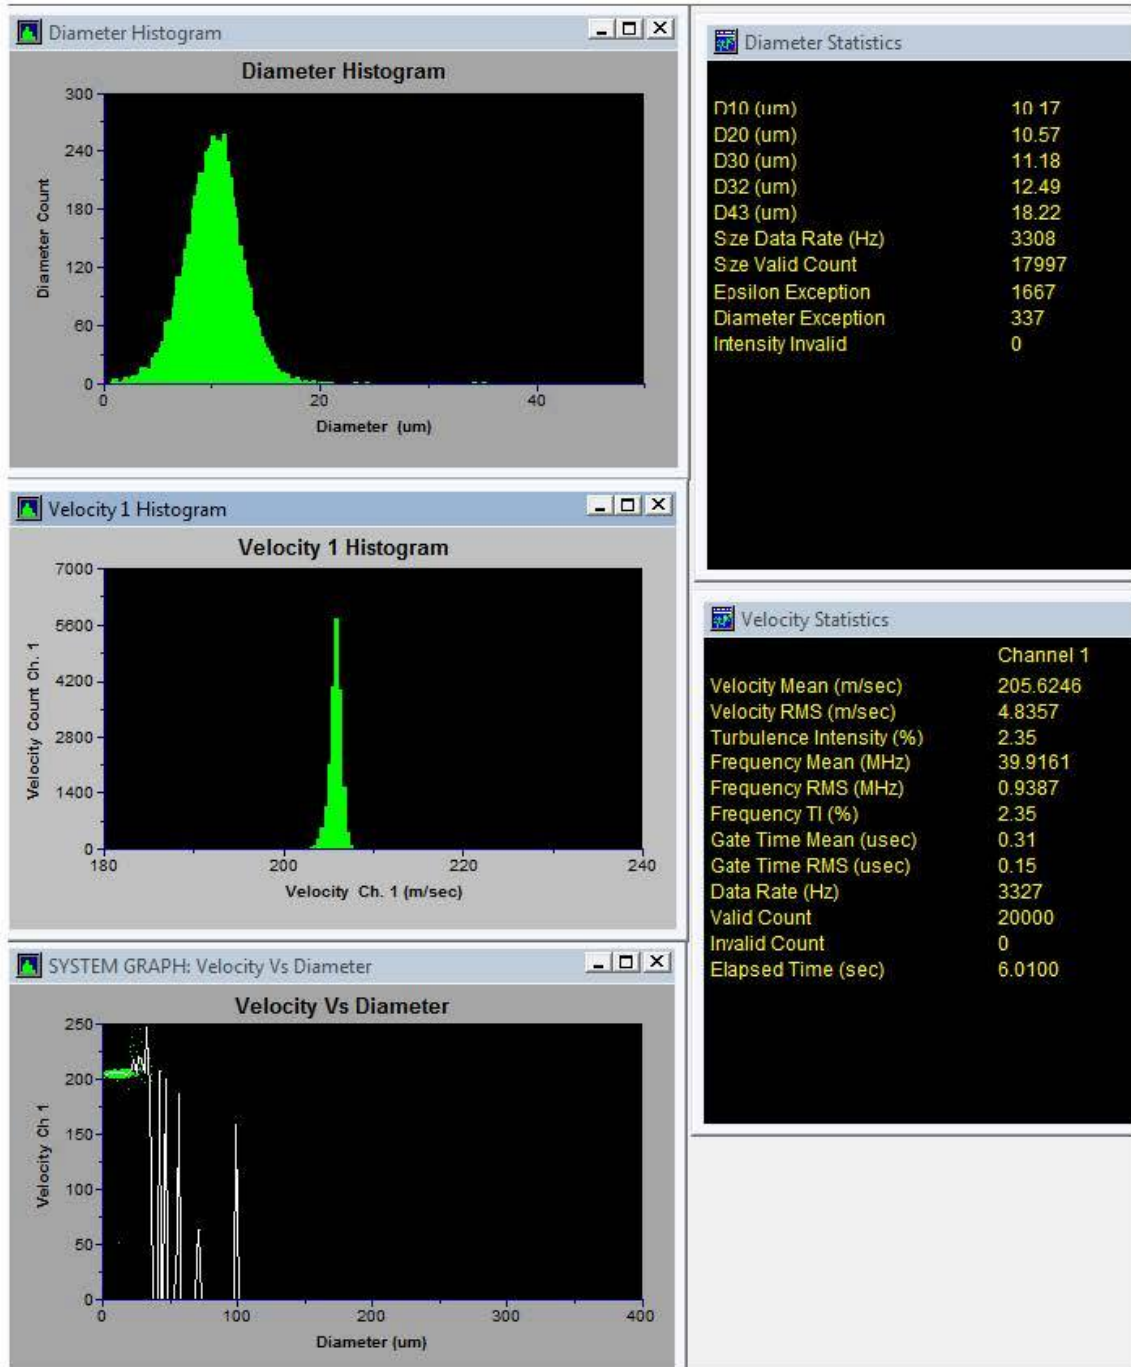 Diameter Histogram
Diameter Histogram
300
240
180
120
60
0
Diameter Count
0 20 40
Diameter (um)
Diameter Statistics
D10 (um) 10.17
D20 (um) 10.57
D30 (um) 11.18
D32 (um) 12.49
D43 (um) 18.22
Size Data Rate (Hz) 3308
Size Valid Count 17997
Epsilon Exception 1667
Diameter Exception 337
Intensity Invalid 0
Velocity 1 Histogram
Velocity 1 Histogram
7000
5600
4200
2800
1400
0
Velocity Count Ch. 1
180 200 220 240
Velocity Ch. 1 (m/sec)
Velocity Statistics
Channel 1
Velocity Mean (m/sec) 205.6246
Velocity RMS (m/sec) 4.8357
Turbulence Intensity (%) 2.35
Frequency Mean (MHz) 39.9161
Frequency RMS (MHz) 0.9387
Frequency TI (%) 2.35
Gate Time Mean (usec) 0.31
Gate Time RMS (usec) 0.15
Data Rate (Hz) 3327
Valid Count 20000
Invalid Count 0
Elapsed Time (sec) 6.0100
SYSTEM GRAPH: Velocity Vs Diameter
Velocity Vs Diameter
250
200
150
100
50
0
Velocity Ch 1
0 100 200 300 400
Diameter (um)